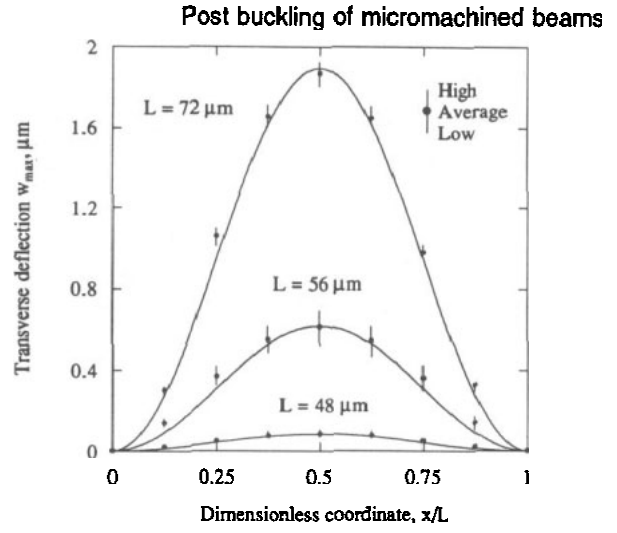 Post buckling of micromachined beams
2
1.6
1.2
0.8
0.4
0
Transverse deflection wmax, μm
L = 72 μm
High
Average
Low
L = 56 μm
L = 48 μm
0 0.25 0.5 0.75 1
Dimensionless coordinate, x/L